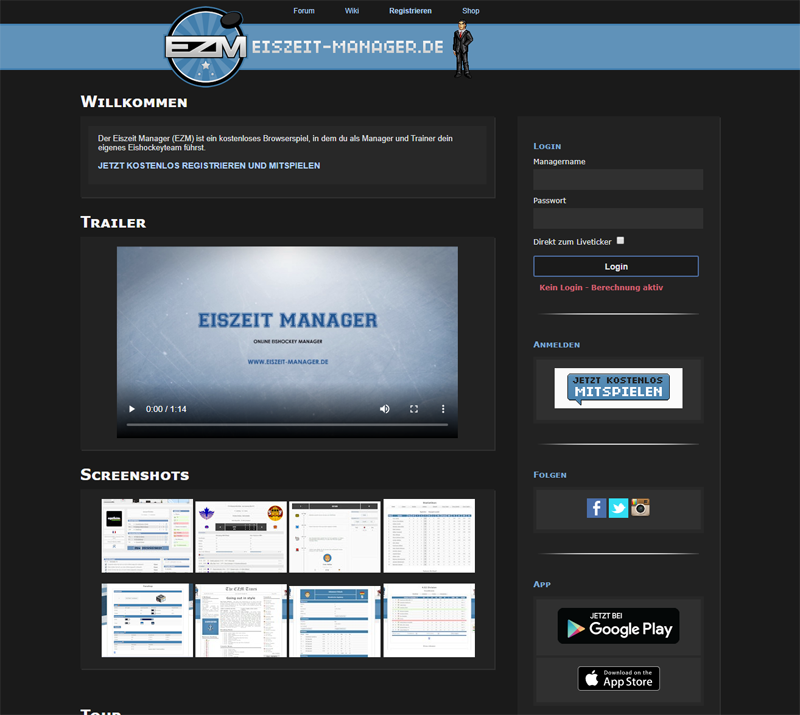 Forum Wiki Registrieren Shop
EZM EISZEIT-MANAGER.DE
Willkommen
Der Eiszeit Manager (EZM) ist ein kostenloses Browserspiel, in dem du als Manager und Trainer dein
eigenes Eishockeyteam führst.
JETZT KOSTENLOS REGISTRIEREN UND MITSPIELEN
Trailer
EISZEIT MANAGER
ONLINE EISHOCKEY MANAGER
WWW.EISZEIT-MANAGER.DE
0:00 / 1:14
Screenshots
The EZM Times
Tour
Login
Managername
Passwort
Direkt zum Liveticker
Login
Kein Login - Berechnung aktiv
Anmelden
JETZT KOSTENLOS
MITSPIELEN
Folgen
App
JETZT BEI
Google Play
Download on the
App Store